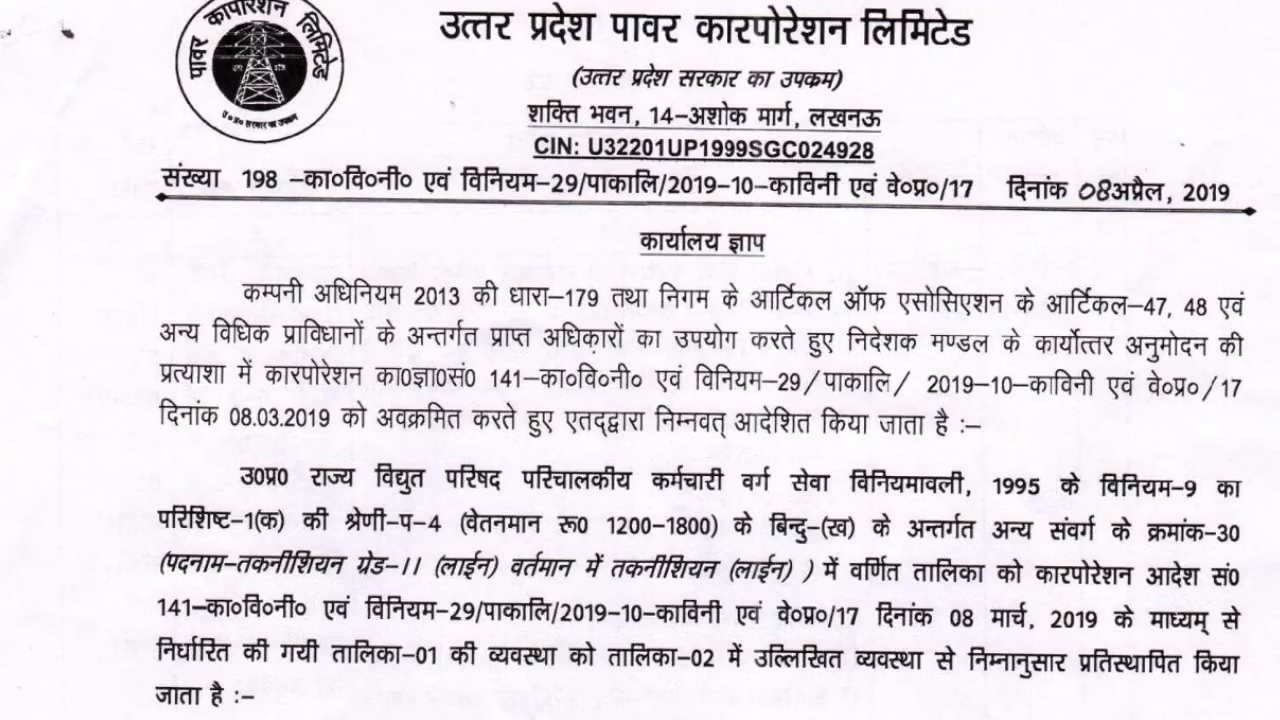 पावर कापोरेशन लिमिटेड
उ०प्र० सरकार का उपक्रम
उत्तर प्रदेश पावर कारपोरेशन लिमिटेड
(उत्तर प्रदेश सरकार का उपकम)
शक्ति भवन, 14–अशोक मार्ग, लखनऊ
CIN: U32201UP1999SGC024928
संख्या 198 –का०वि०नी० एवं विनियम–29/पाकालि/2019–10–काविनी एवं वे०प्र०/17 दिनांक 08अप्रैल, 2019
कार्यालय ज्ञाप
कम्पनी अधिनियम 2013 की धारा–179 तथा निगम के आर्टिकल ऑफ एसोसिएशन के आर्टिकल–47, 48 एवं
अन्य विधिक प्राविधानों के अन्तर्गत प्राप्त अधिकारों का उपयोग करते हुए निदेशक मण्डल के कार्योत्तर अनुमोदन की
प्रत्याशा में कारपोरेशन का0ज्ञा0सं0 141–का०वि०नी० एवं विनियम–29/पाकालि/ 2019–10–काविनी एवं वे०प्र० /17
दिनांक 08.03.2019 को अवक्रमित करते हुए एतद्द्वारा निम्नवत् आदेशित किया जाता है :–
उ0प्र0 राज्य विद्युत परिषद परिचालकीय कर्मचारी वर्ग सेवा विनियमावली, 1995 के विनियम–9 का
परिशिष्ट–1(क) की श्रेणी–प–4 (वेतनमान रू0 1200–1800) के बिन्दु–(ख) के अन्तर्गत अन्य संवर्ग के क्रमांक–30
(पदनाम–तकनीशियन ग्रेड–।। (लाईन) वर्तमान में तकनीशियन (लाईन) ) में वर्णित तालिका को कारपोरेशन आदेश सं0
141–का०वि०नी० एवं विनियम–29/पाकालि/2019–10–काविनी एवं वे०प्र०/17 दिनांक 08 मार्च, 2019 के माध्यम् से
निर्धारित की गयी तालिका–01 की व्यवस्था को तालिका–02 में उल्लिखित व्यवस्था से निम्नानुसार प्रतिस्थापित किया
जाता है :–